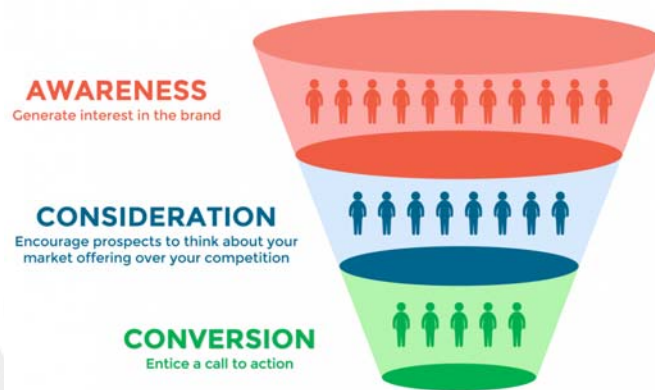 AWARENESS
Generate interest in the brand
CONSIDERATION
Encourage prospects to think about your
market offering over your competition
CONVERSION
Entice a call to action